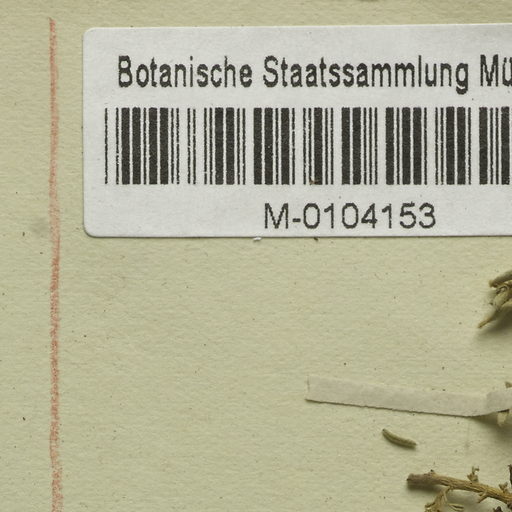 Botanische Staatssammlung Mü
M-0104153